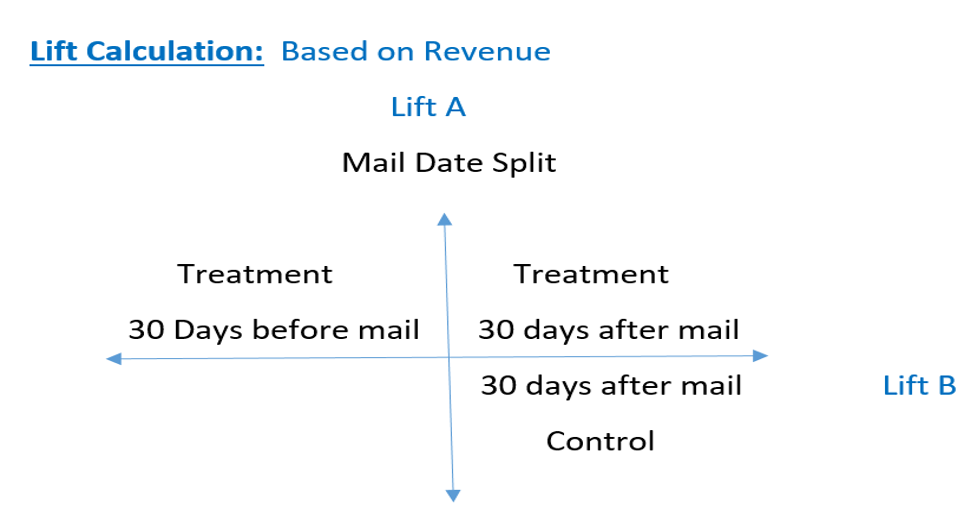 Lift Calculation: Based on Revenue
Lift A
Mail Date Split
Treatment Treatment
30 Days before mail 30 days after mail
30 days after mail Lift B
Control